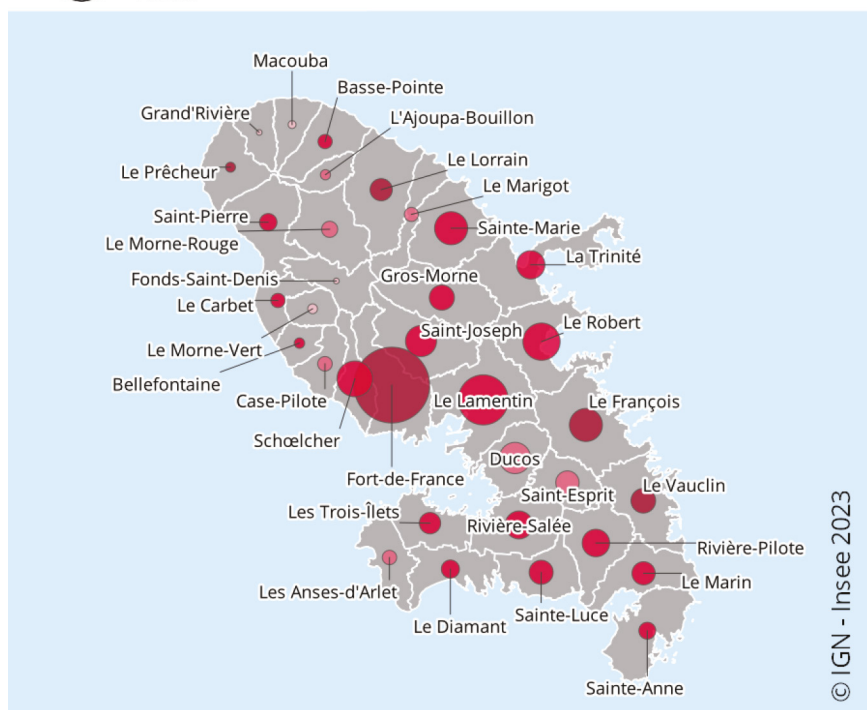 Macouba
Basse-Pointe
Grand'Rivière
L'Ajoupa-Bouillon
Le Lorrain
Le Prêcheur
Le Marigot
Saint-Pierre
Sainte-Marie
Le Morne-Rouge
La Trinité
Fonds-Saint-Denis
Gros-Morne
Le Carbet
Saint-Joseph
Le Robert
Le Morne-Vert
Bellefontaine
Case-Pilote
Le Lamentin
Le François
Schœlcher
Ducos
Fort-de-France
Saint-Esprit
Le Vauclin
Les Trois-Îlets
Rivière-Salée
Rivière-Pilote
Les Anses-d'Arlet
Le Marin
Sainte-Luce
Le Diamant
Sainte-Anne
© IGN - Insee 2023